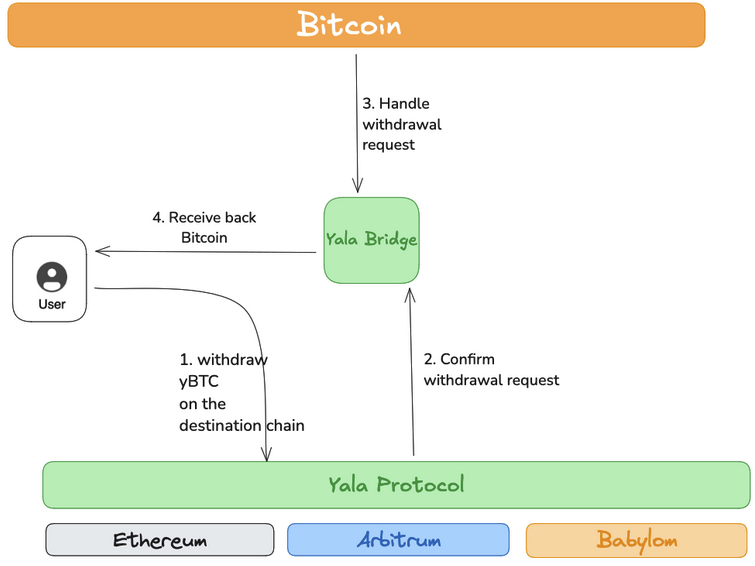 Bitcoin
3. Handle
withdrawal
request
4. Receive back
Bitcoin
Yala Bridge
User
1. withdraw
yBTC
on the
destination chain
2. Confirm
withdrawal request
Yala Protocol
Ethereum
Arbitrum
Babylom